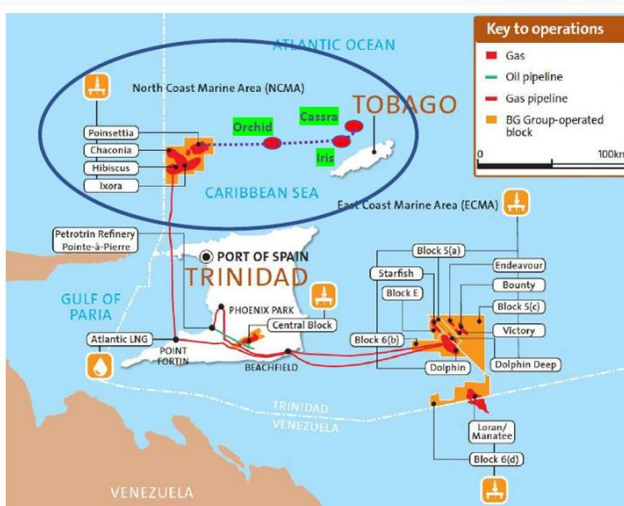 ATLANTIC OCEAN
Key to operations
Gas
Oil pipeline
Gas pipeline
BG Group-operated
block
0
100km
North Coast Marine Area (NCMA)
Poinsettia
Chaconia
Hibiscus
Ixora
Orchid
Cassra
Iris
TOBAGO
CARIBBEAN SEA
East Coast Marine Area (ECMA)
Petrotrin Refinery
Pointe-à-Pierre
PORT OF SPAIN
TRINIDAD
GULF OF
PARIA
PHOENIX PARK
Central Block
Atlantic LNG
POINT
FORTIN
BEACHFIELD
Block 5(a)
Starfish
Block E
Endeavour
Bounty
Block 5(c)
Victory
Block 6(b)
Dolphin Deep
Dolphin
TRINIDAD
VENEZUELA
Loran/
Manatee
Block 6(d)
VENEZUELA